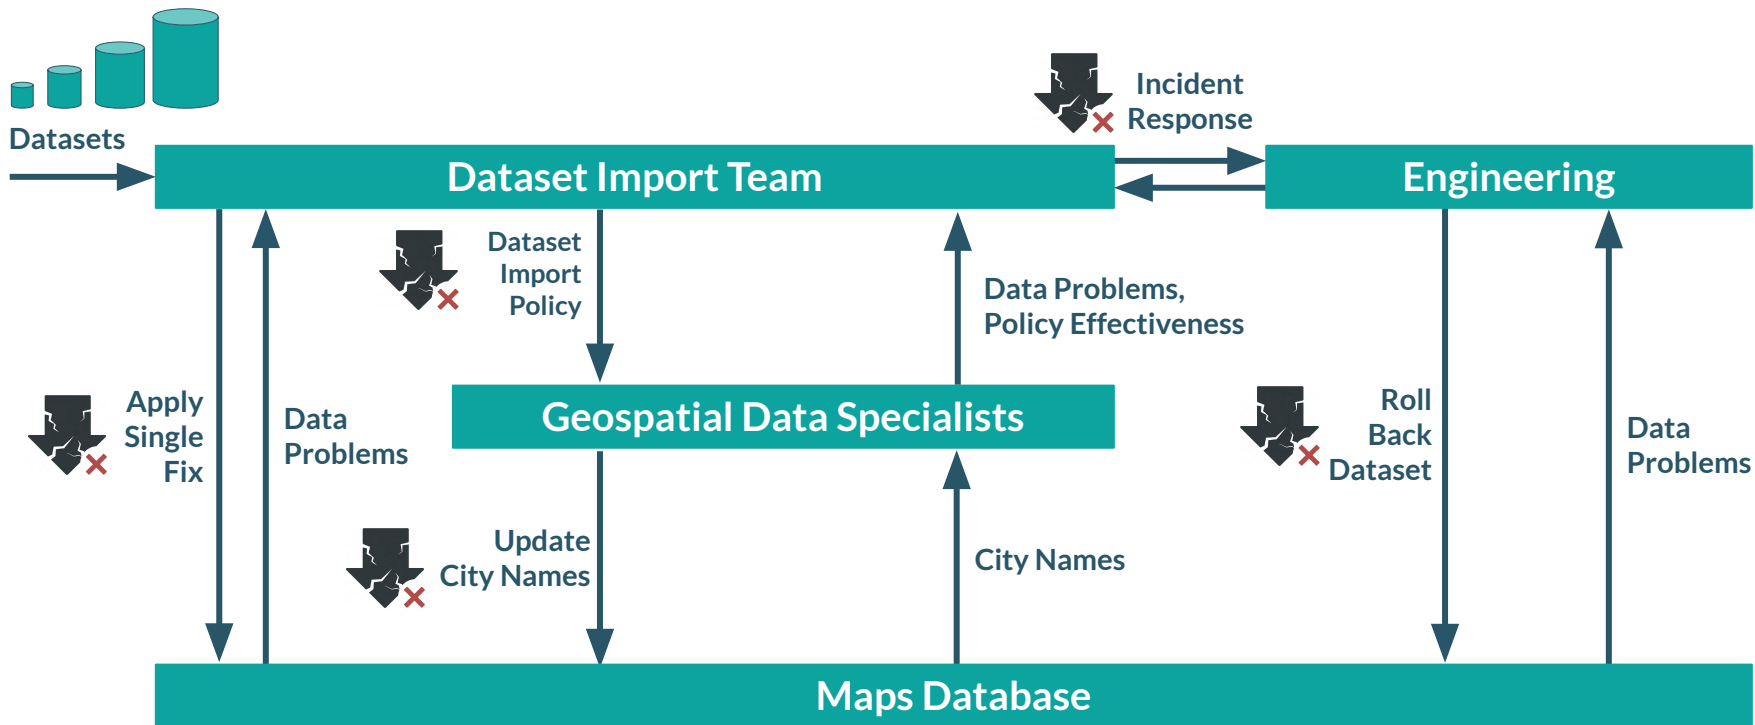 Datasets
Incident
Response
Dataset Import Team
Engineering
Dataset
Import
Policy
Data Problems,
Policy Effectiveness
Apply
Single
Fix
Data
Problems
Geospatial Data Specialists
Roll
Back
Dataset
Data
Problems
Update
City Names
City Names
Maps Database